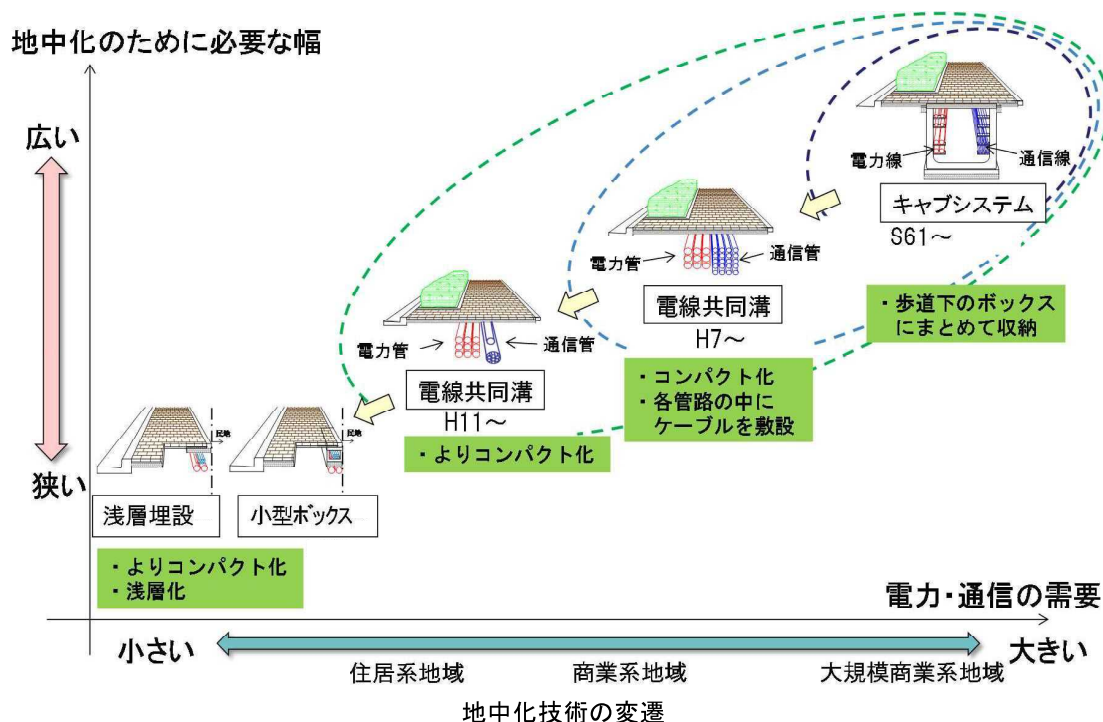 地中化のために必要な幅
広い
狭い
電力線
通信線
キャブシステム
S61～
・歩道下のボックス
にまとめて収納
電力管
通信管
電線共同溝
H7～
・コンパクト化
・各管路の中に
ケーブルを敷設
電力管
通信管
電線共同溝
H11～
・よりコンパクト化
民地
民地
浅層埋設
小型ボックス
・よりコンパクト化
・浅層化
電力・通信の需要
小さい
大きい
住居系地域
商業系地域
大規模商業系地域
地中化技術の変遷